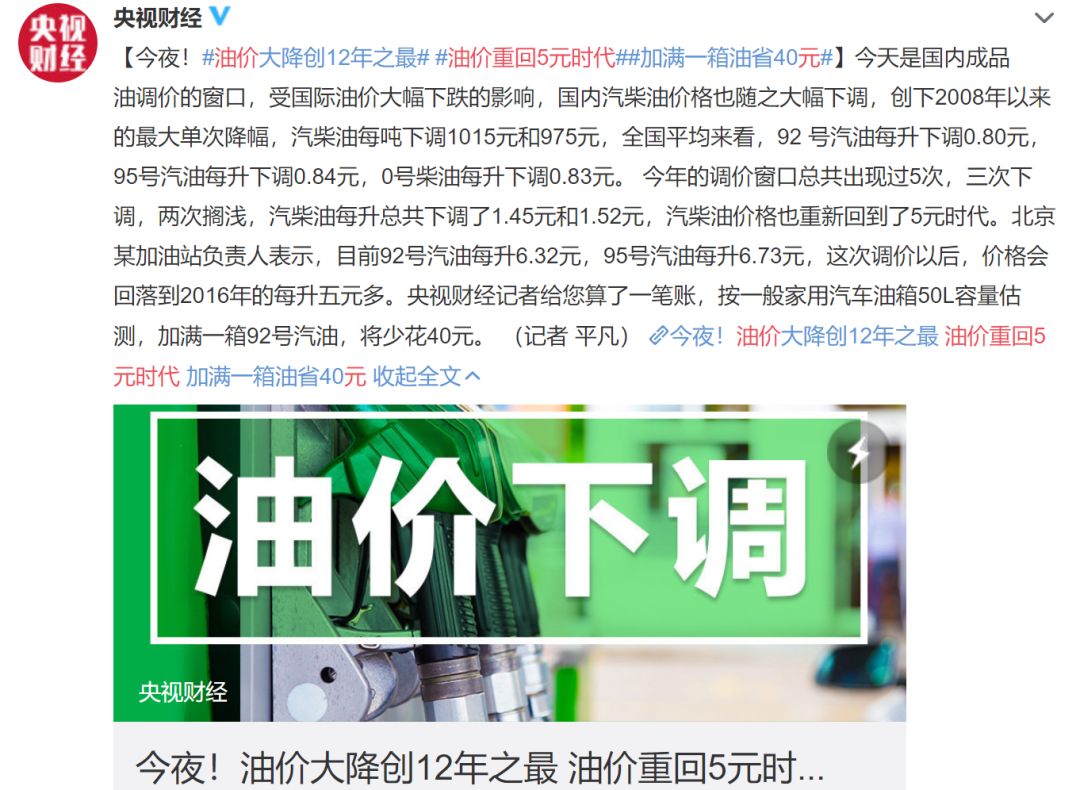 央视
财经
央视财经
【今夜！#油价大降创12年之最# #油价重回5元时代##加满一箱油省40元#】今天是国内成品
油调价的窗口，受国际油价大幅下跌的影响，国内汽柴油价格也随之大幅下调，创下2008年以来
的最大单次降幅，汽柴油每吨下调1015元和975元，全国平均来看，92 号汽油每升下调0.80元，
95号汽油每升下调0.84元，0号柴油每升下调0.83元。 今年的调价窗口总共出现过5次，三次下
调，两次搁浅，汽柴油每升总共下调了1.45元和1.52元，汽柴油价格也重新回到了5元时代。北京
某加油站负责人表示，目前92号汽油每升6.32元，95号汽油每升6.73元，这次调价以后，价格会
回落到2016年的每升五元多。央视财经记者给您算了一笔账，按一般家用汽车油箱50L容量估
测，加满一箱92号汽油，将少花40元。 （记者 平凡） 今夜！油价大降创12年之最 油价重回5
元时代 加满一箱油省40元 收起全文
油价下调
央视财经
今夜！油价大降创12年之最 油价重回5元时...